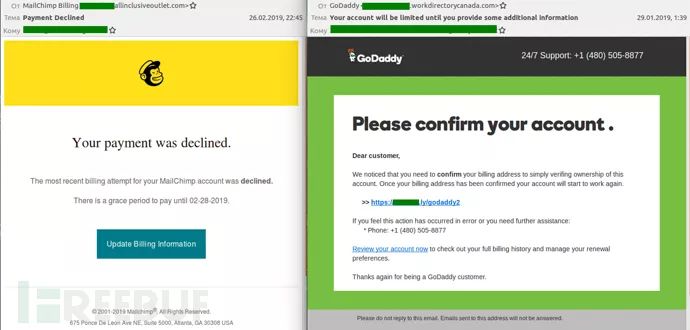 От MailChimp Billing allinclusiveoutlet.com>
Тема Payment Declined 26.02.2019, 22:45
Кому
Your payment was declined.
The most recent billing attempt for your MailChimp account was declined.
There is a grace period to pay until 02-28-2019.
Update Billing Information
©2001-2019 Mailchimp®, All Rights Reserved.
675 Ponce De Leon Ave NE, Suite 5000, Atlanta, GA 30308 USA
FREEBUF
От GoDaddy .workdirectorycanada.com>
Тема Your account will be limited until you provide some additional information 29.01.2019, 1:39
Кому
GoDaddy 24/7 Support: +1 (480) 505-8877
Please confirm your account .
Dear customer,
We noticed that you need to confirm your billing address to simply verifing ownership of this
account. Once your billing address has been confirmed your account will start to work again.
>> https:/ .ly/godaddy2
If you feel this action has occurred in error or you need further assistance:
* Phone: +1 (480) 505-8877
Review your account now to check out your full billing history and manage your renewal
preferences.
Thanks again for being a GoDaddy customer.
Please do not reply to this email. Emails sent to this address will not be answered.